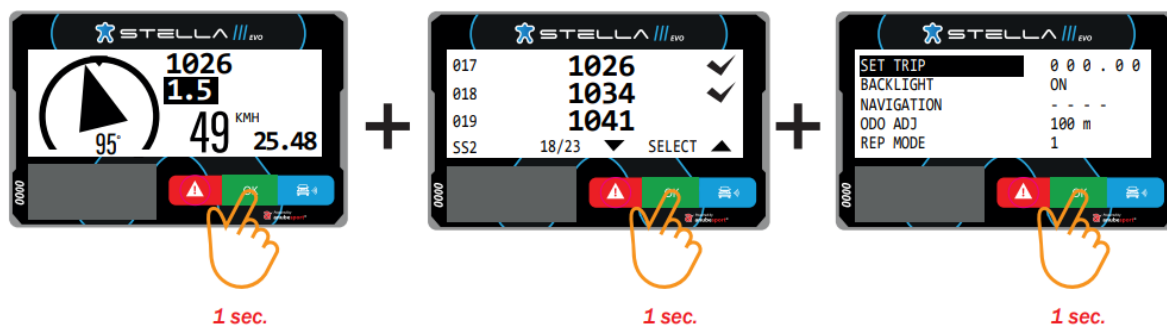 STELLA III EVO
1026
1.5
49 KMH
95°
25.48
0000
OK
1 sec.
+
STELLA III EVO
017 1026
018 1034
019 1041
SS2 18/23 SELECT
0000
OK
1 sec.
+
STELLA III EVO
SET TRIP 000.00
BACKLIGHT ON
NAVIGATION ----
ODO ADJ 100 m
REP MODE 1
0000
OK
1 sec.